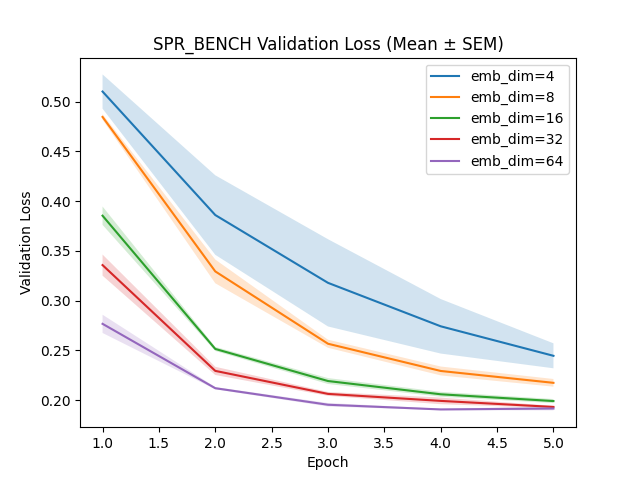 SPR_BENCH Validation Loss (Mean ± SEM)
emb_dim=4
emb_dim=8
emb_dim=16
emb_dim=32
emb_dim=64
Validation Loss
0.50
0.45
0.40
0.35
0.30
0.25
0.20
1.0 1.5 2.0 2.5 3.0 3.5 4.0 4.5 5.0
Epoch